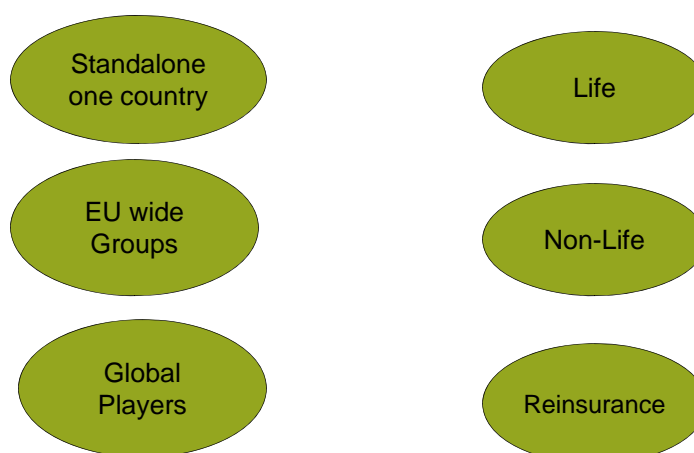 Standalone
one country
EU wide
Groups
Global
Players
Life
Non-Life
Reinsurance